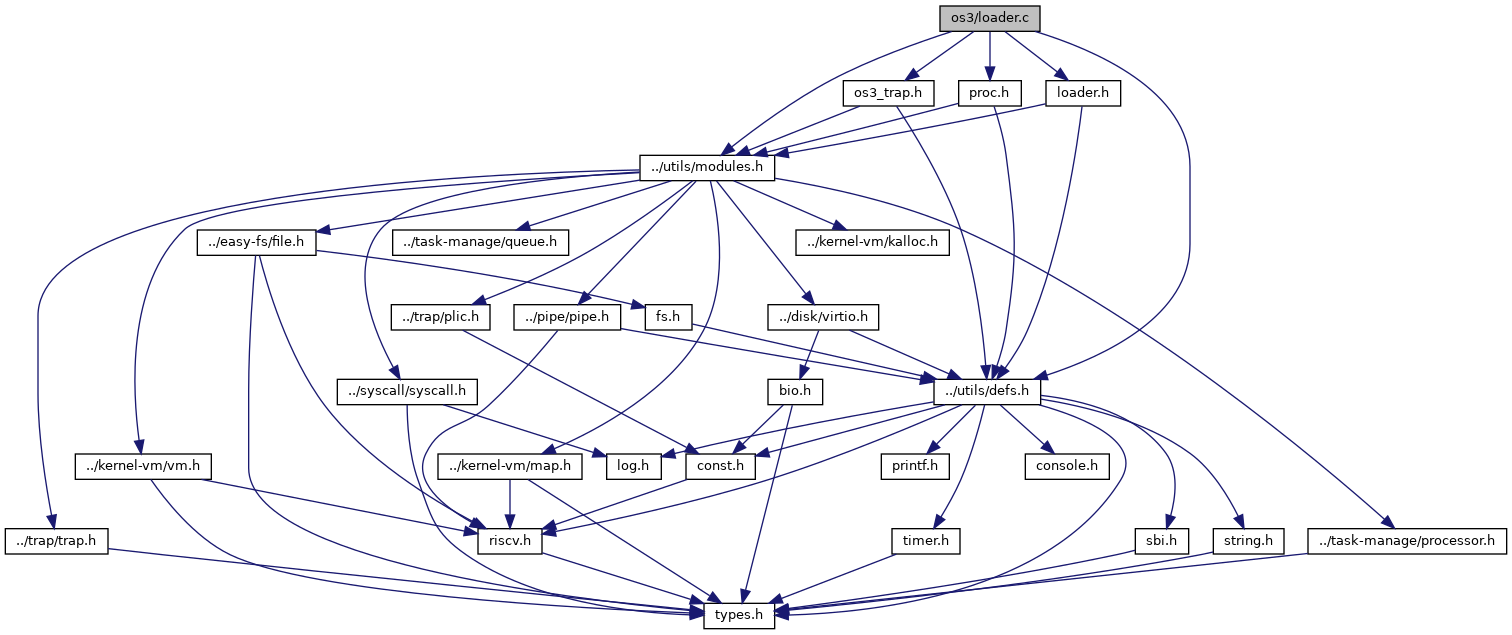 os3/loader.c
os3_trap.h
proc.h
loader.h
../utils/modules.h
../easy-fs/file.h
../task-manage/queue.h
../kernel-vm/kalloc.h
../trap/plic.h
../pipe/pipe.h
fs.h
../disk/virtio.h
../syscall/syscall.h
bio.h
../utils/defs.h
../kernel-vm/vm.h
../kernel-vm/map.h
log.h
const.h
printf.h
console.h
../trap/trap.h
riscv.h
timer.h
sbi.h
string.h
../task-manage/processor.h
types.h